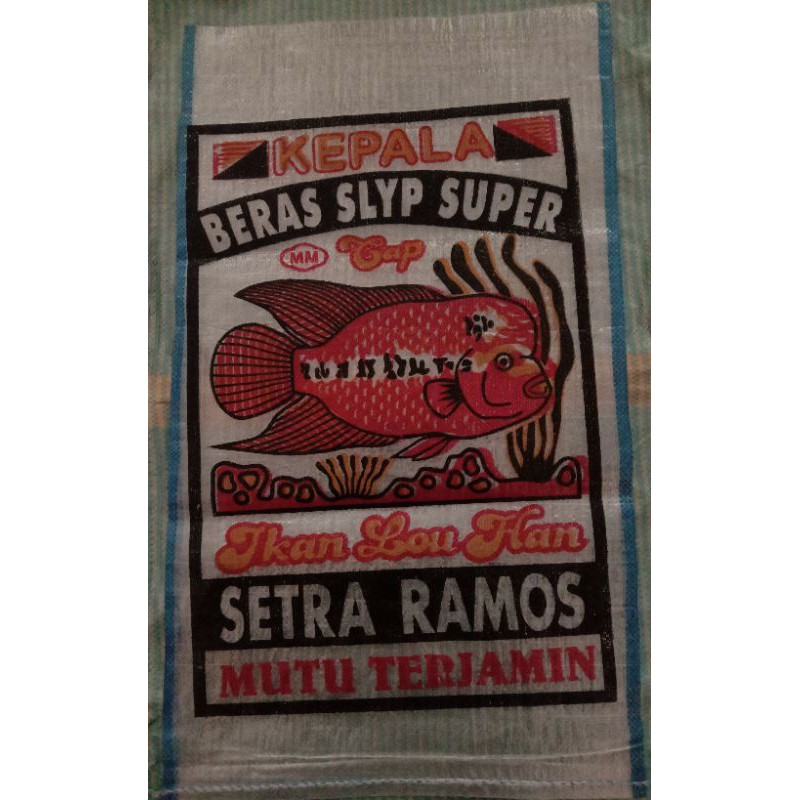 KEPALA
BERAS SLYP SUPER
MM Cap
Ikan Lou Han
SETRA RAMOS
MUTU TERJAMIN